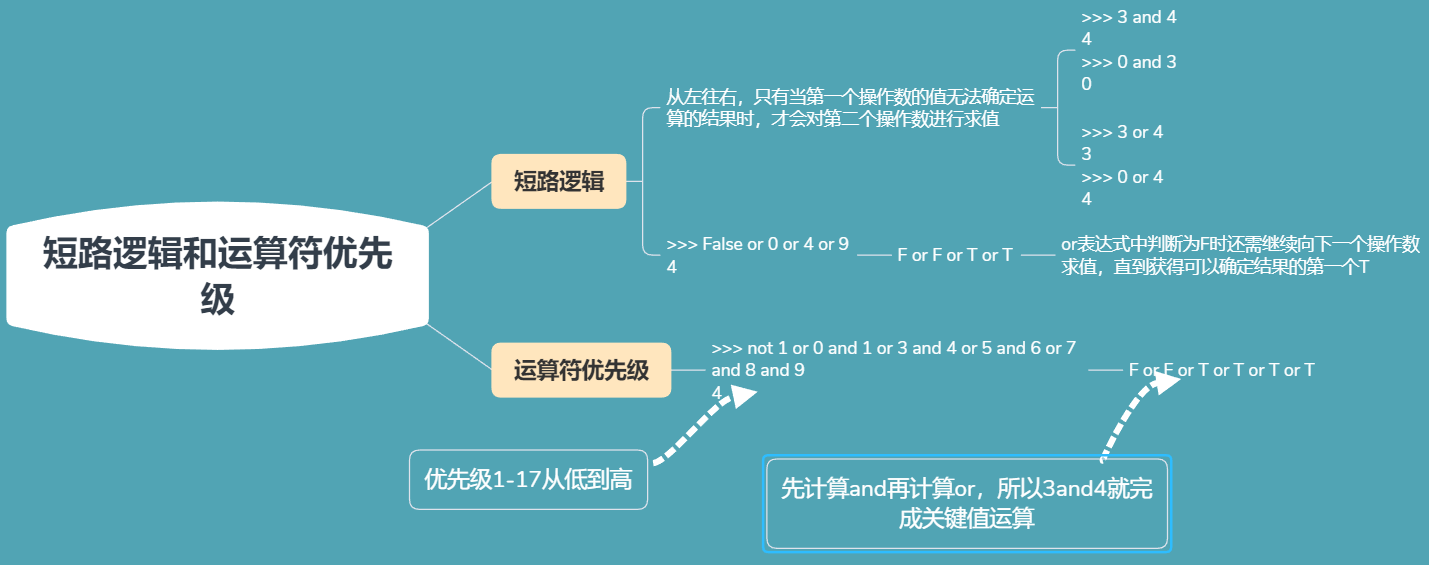 短路逻辑和运算符优先
级
短路逻辑
从左往右，只有当第一个操作数的值无法确定运
算的结果时，才会对第二个操作数进行求值
>>> 3 and 4
4
>>> 0 and 3
0
>>> 3 or 4
3
>>> 0 or 4
4
>>> False or 0 or 4 or 9
4
F or F or T or T
or表达式中判断为F时还需继续向下一个操作数
求值，直到获得可以确定结果的第一个T
运算符优先级
>>> not 1 or 0 and 1 or 3 and 4 or 5 and 6 or 7
and 8 and 9
4
F or F or T or T or T or T
优先级1-17从低到高
先计算and再计算or，所以3and4就完
成关键值运算